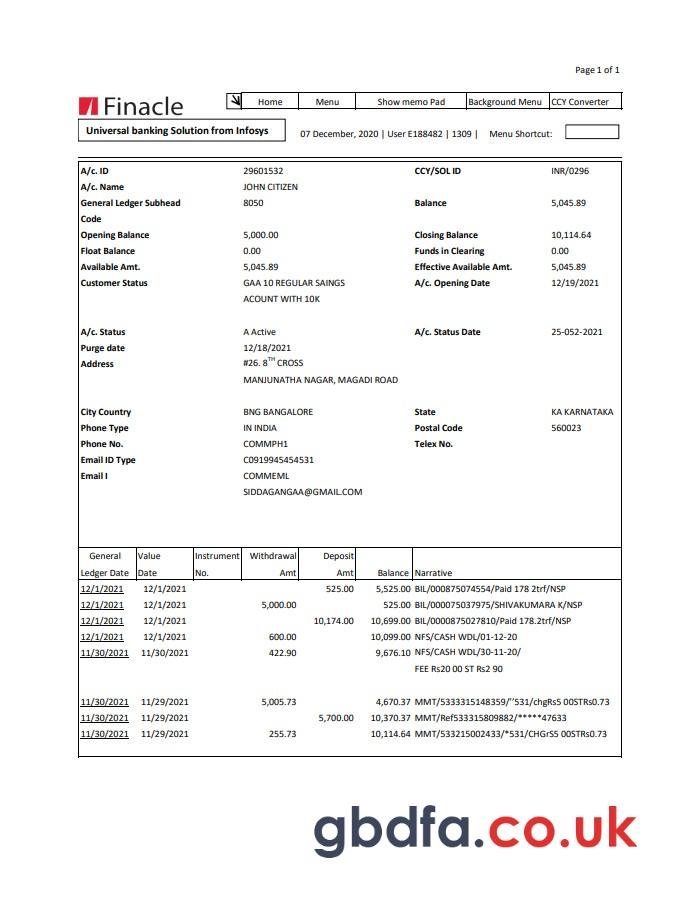 Page 1 of 1
Finacle
Home Menu Show memo Pad Background Menu CCY Converter
Universal banking Solution from Infosys
07 December, 2020 | User E188482 | 1309 | Menu Shortcut:
A/c. ID 29601532 CCY/SOL ID INR/0296
A/c. Name JOHN CITIZEN
General Ledger Subhead 8050 Balance 5,045.89
Code
Opening Balance 5,000.00 Closing Balance 10,114.64
Float Balance 0.00 Funds in Clearing 0.00
Available Amt. 5,045.89 Effective Available Amt. 5,045.89
Customer Status GAA 10 REGULAR SAINGS A/c. Opening Date 12/19/2021
ACOUNT WITH 10K
A/c. Status A Active A/c. Status Date 25-052-2021
Purge date 12/18/2021
Address #26. 8TH CROSS
MANJUNATHA NAGAR, MAGADI ROAD
City Country BNG BANGALORE State KA KARNATAKA
Phone Type IN INDIA Postal Code 560023
Phone No. COMMPH1 Telex No.
Email ID Type C0919945454531
Email I COMMEML
SIDDAGANGAA@GMAIL.COM
General Value Instrument Withdrawal Deposit
Ledger Date Date No. Amt Amt Balance Narrative
12/1/2021 12/1/2021 525.00 5,525.00 BIL/000875074554/Paid 178 2trf/NSP
12/1/2021 12/1/2021 5,000.00 525.00 BIL/000075037975/SHIVAKUMARA K/NSP
12/1/2021 12/1/2021 10,174.00 10,699.00 BIL/000875027810/Paid 178.2trf/NSP
12/1/2021 12/1/2021 600.00 10,099.00 NFS/CASH WDL/01-12-20
11/30/2021 11/30/2021 422.90 9,676.10 NFS/CASH WDL/30-11-20/
FEE Rs20 00 ST Rs2 90
11/30/2021 11/29/2021 5,005.73 4,670.37 MMT/5333315148359/’’531/chgRs5 00STRs0.73
11/30/2021 11/29/2021 5,700.00 10,370.37 MMT/Ref533315809882/*****47633
11/30/2021 11/29/2021 255.73 10,114.64 MMT/533215002433/*531/CHGrS5 00STRs0.73
gbdfa.co.uk